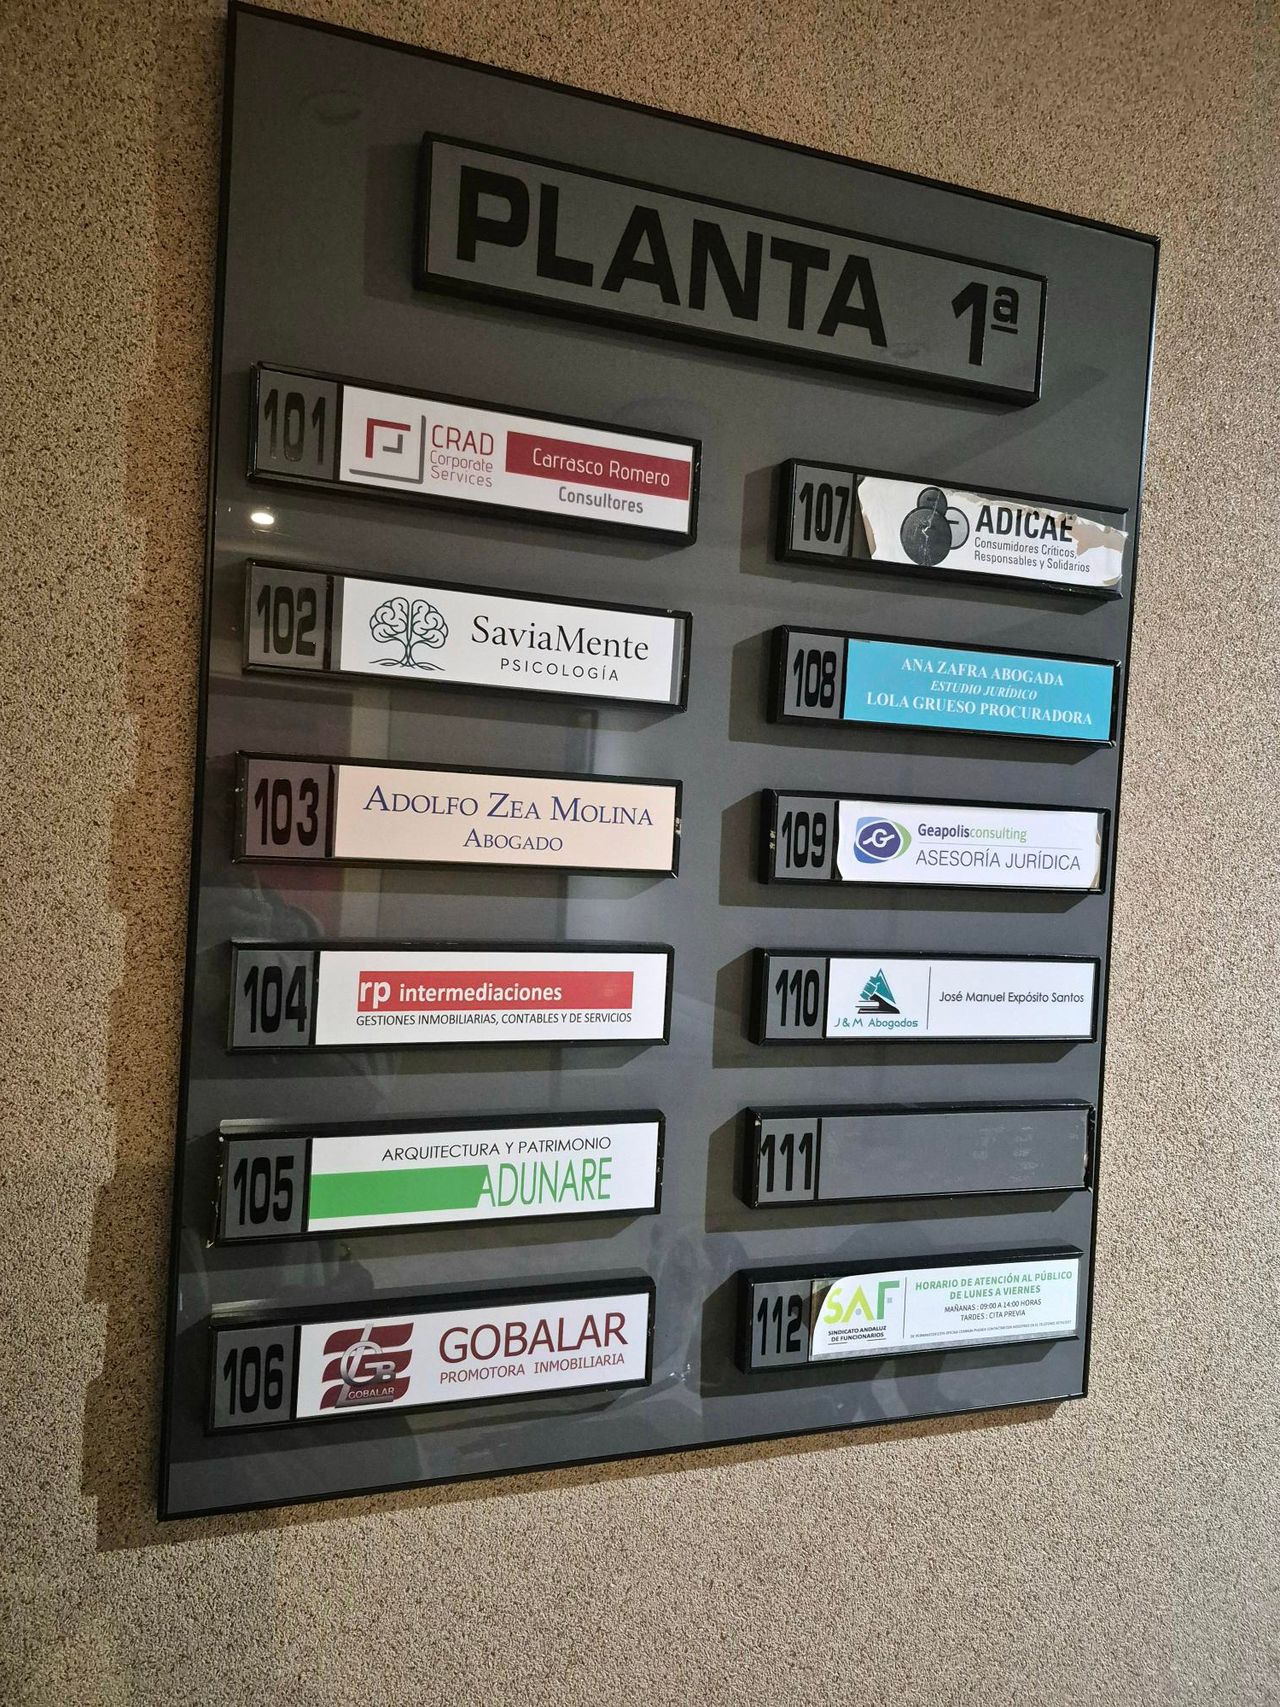 PLANTA 1ª
101
CRAD
Corporate
Services
Carrasco Romero
Consultores
102
SaviaMente
PSICOLOGÍA
103
ADOLFO ZEA MOLINA
ABOGADO
104
rp intermediaciones
GESTIONES INMOBILIARIAS, CONTABLES Y DE SERVICIOS
105
ARQUITECTURA Y PATRIMONIO
ADUNARE
106
GB
GOBALAR
GOBALAR
PROMOTORA INMOBILIARIA
107
ADICAE
Consumidores Críticos,
Responsables y Solidarios
108
ANA ZAFRA ABOGADA
ESTUDIO JURÍDICO
LOLA GRUESO PROCURADORA
109
Geapolisconsulting
ASESORÍA JURÍDICA
110
J & M Abogados
José Manuel Expósito Santos
111
112
SAF
SINDICATO ANDALUZ
DE FUNCIONARIOS
HORARIO DE ATENCIÓN AL PÚBLICO
DE LUNES A VIERNES
MAÑANAS : 09:00 A 14:00 HORAS
TARDES : CITA PREVIA